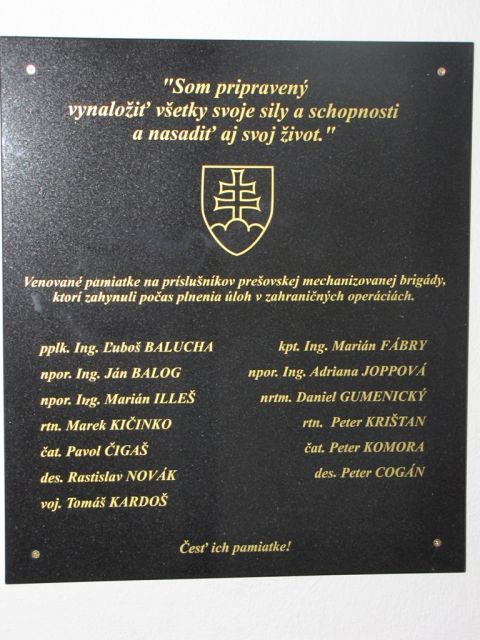 "Som pripravený
vynaložiť všetky svoje sily a schopnosti
a nasadiť aj svoj život."
Venované pamiatke na príslušníkov prešovskej mechanizovanej brigády,
ktorí zahynuli počas plnenia úloh v zahraničných operáciách.
pplk. Ing. Ľuboš BALUCHA
npor. Ing. Ján BALOG
npor. Ing. Marián ILLEŠ
rtn. Marek KIČINKO
čat. Pavol ČIGAŠ
des. Rastislav NOVÁK
voj. Tomáš KARDOŠ
kpt. Ing. Marián FÁBRY
npor. Ing. Adriana JOPPOVÁ
nrtm. Daniel GUMENICKÝ
rtn. Peter KRIŠTAN
čat. Peter KOMORA
des. Peter COGÁN
Česť ich pamiatke!